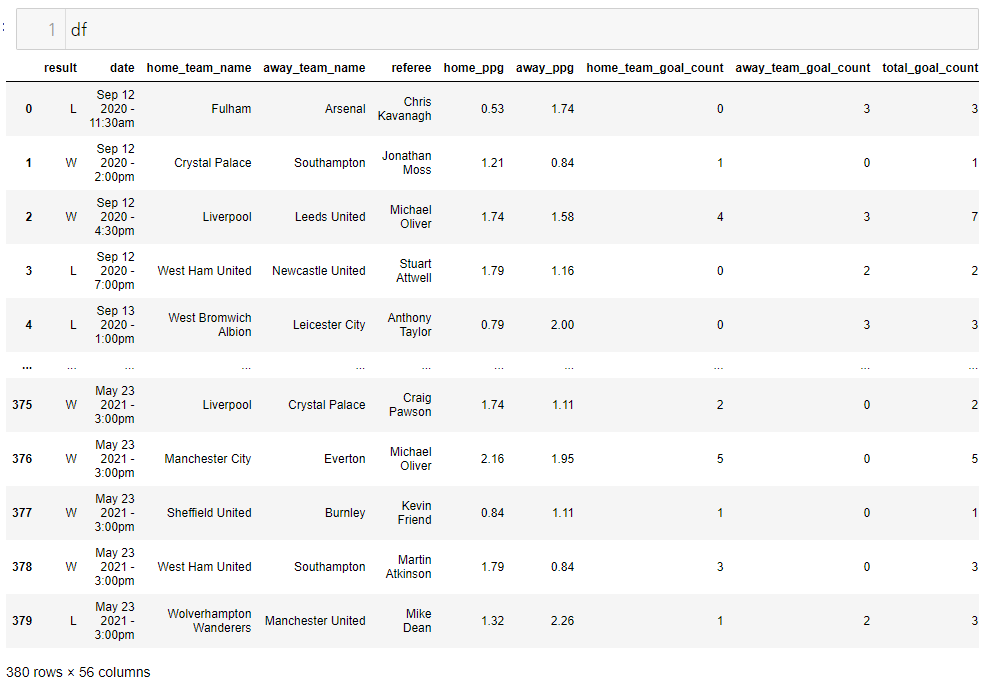 :
1 df
result date home_team_name away_team_name referee home_ppg away_ppg home_team_goal_count away_team_goal_count total_goal_count
0 L Sep 12 2020 - 11:30am Fulham Arsenal Chris Kavanagh 0.53 1.74 0 3 3
1 W Sep 12 2020 - 2:00pm Crystal Palace Southampton Jonathan Moss 1.21 0.84 1 0 1
2 W Sep 12 2020 - 4:30pm Liverpool Leeds United Michael Oliver 1.74 1.58 4 3 7
3 L Sep 12 2020 - 7:00pm West Ham United Newcastle United Stuart Attwell 1.79 1.16 0 2 2
4 L Sep 13 2020 - 1:00pm West Bromwich Albion Leicester City Anthony Taylor 0.79 2.00 0 3 3
... ... ... ... ... ... ... ... ... ... ...
375 W May 23 2021 - 3:00pm Liverpool Crystal Palace Craig Pawson 1.74 1.11 2 0 2
376 W May 23 2021 - 3:00pm Manchester City Everton Michael Oliver 2.16 1.95 5 0 5
377 W May 23 2021 - 3:00pm Sheffield United Burnley Kevin Friend 0.84 1.11 1 0 1
378 W May 23 2021 - 3:00pm West Ham United Southampton Martin Atkinson 1.79 0.84 3 0 3
379 L May 23 2021 - 3:00pm Wolverhampton Wanderers Manchester United Mike Dean 1.32 2.26 1 2 3
380 rows × 56 columns